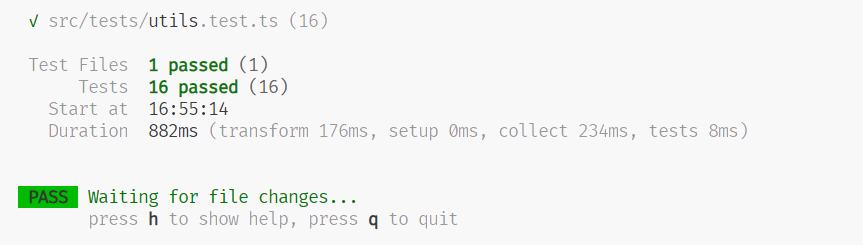 √ src/tests/utils.test.ts (16)
Test Files 1 passed (1)
Tests 16 passed (16)
Start at 16:55:14
Duration 882ms (transform 176ms, setup 0ms, collect 234ms, tests 8ms)
PASS Waiting for file changes...
press h to show help, press q to quit